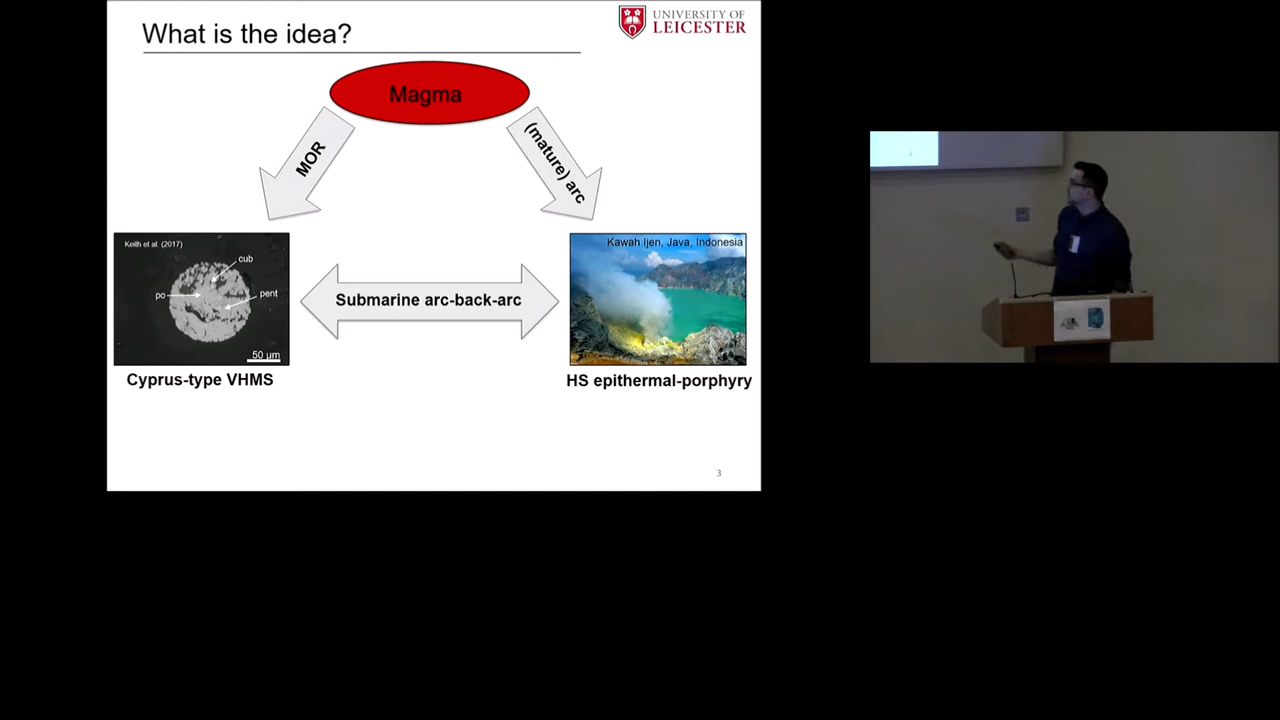 What is the idea?
UNIVERSITY OF
LEICESTER
Magma
MOR
(mature) arc
Keith et al. (2017)
cub
po
pent
50 µm
Submarine arc-back-arc
Kawah Ijen, Java, Indonesia
Cyprus-type VHMS
HS epithermal-porphyry
3